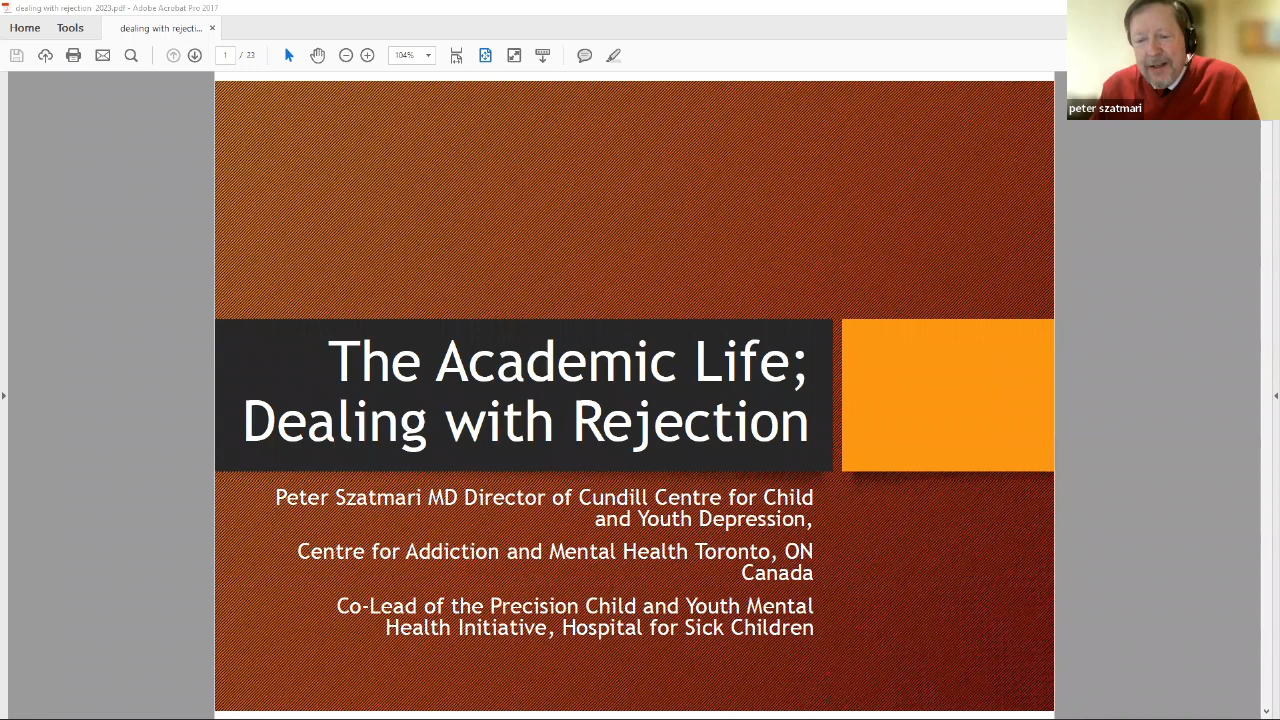 dealing with rejection 2023.pdf - Adobe Acrobat Pro 2017
Home Tools dealing with rejecti... ×
1 / 23 104%
peter szatmari
The Academic Life;
Dealing with Rejection
Peter Szatmari MD Director of Cundill Centre for Child
and Youth Depression,
Centre for Addiction and Mental Health Toronto, ON
Canada
Co-Lead of the Precision Child and Youth Mental
Health Initiative, Hospital for Sick Children